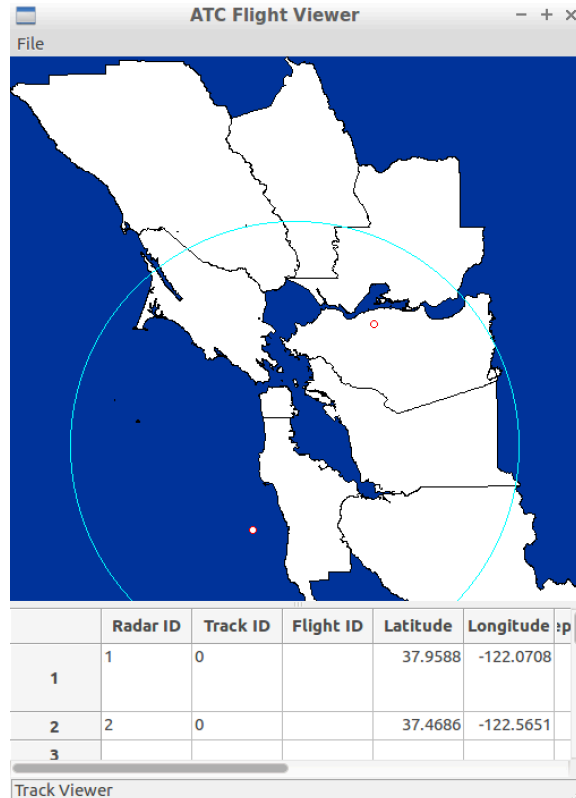 ATC Flight Viewer
File
Radar ID Track ID Flight ID Latitude Longitude ep
1 1 0 37.9588 -122.0708
2 2 0 37.4686 -122.5651
3
Track Viewer